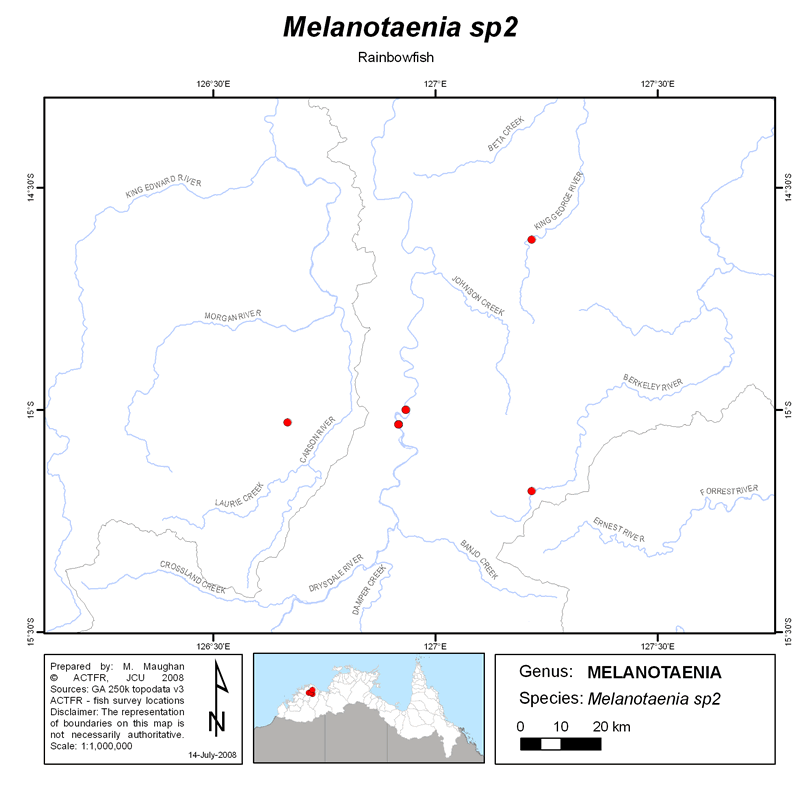 Melanotaenia sp2
Rainbowfish
126°30'E
127°E
127°30'E
14°30'S
14°30'S
BETA CREEK
KING EDWARD RIVER
KING GEORGE RIVER
JOHNSON CREEK
MORGAN RIVER
BERKELEY RIVER
15°S
15°S
CARSON RIVER
LAURIE CREEK
FORREST RIVER
ERNEST RIVER
BANJO CREEK
CROSSLAND CREEK
DRYSDALE RIVER
DAMPER CREEK
15°30'S
15°30'S
126°30'E
127°E
127°30'E
Prepared by: M. Maughan
© ACTFR, JCU 2008
Sources: GA 250k topodata v3
ACTFR - fish survey locations
Disclaimer: The representation
of boundaries on this map is
not necessarily authoritative.
Scale: 1:1,000,000
N
14-July-2008
Genus: MELANOTAENIA
Species: Melanotaenia sp2
0 10 20 km